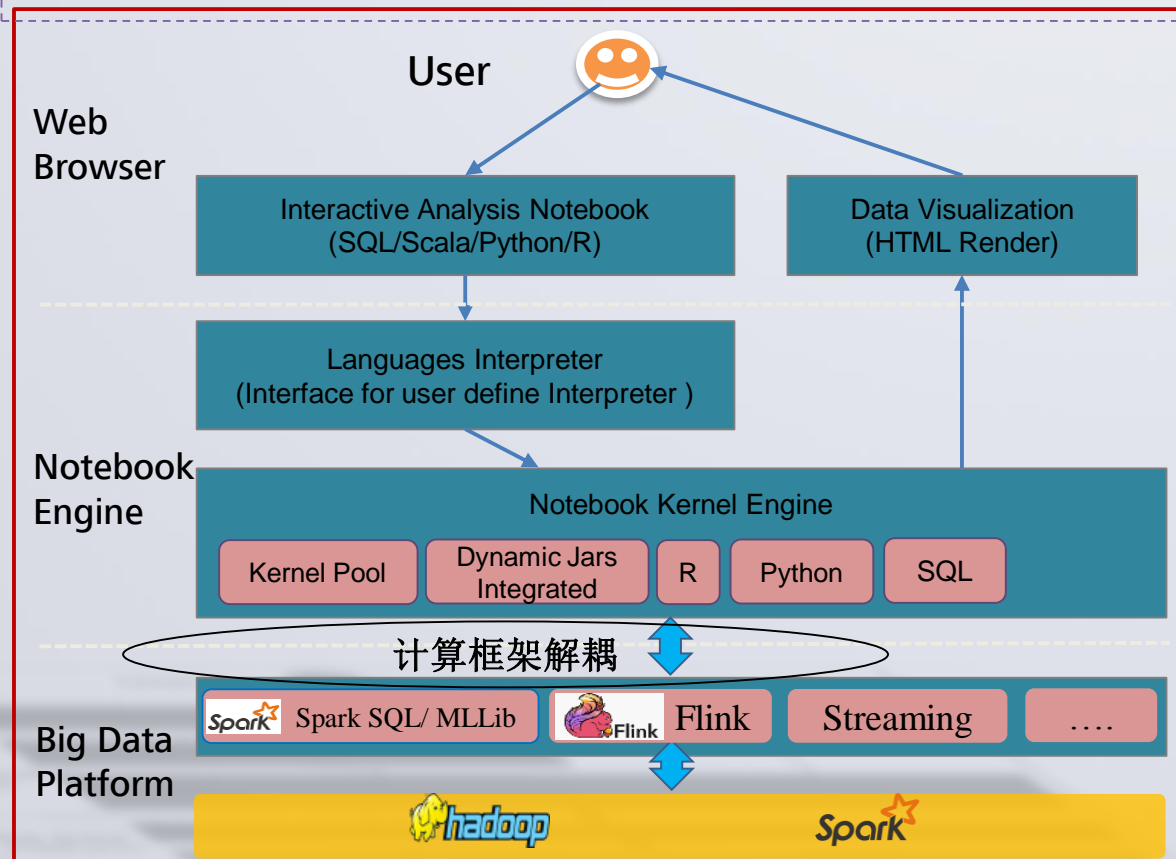 User
Web
Browser
Interactive Analysis Notebook
(SQL/Scala/Python/R)
Data Visualization
(HTML Render)
Languages Interpreter
(Interface for user define Interpreter )
Notebook
Engine
Notebook Kernel Engine
Kernel Pool
Dynamic Jars
Integrated
R
Python
SQL
计算框架解耦
Big Data
Platform
Spark
Spark SQL/ MLLib
Flink
Flink
Streaming
....
hadoop
Spark